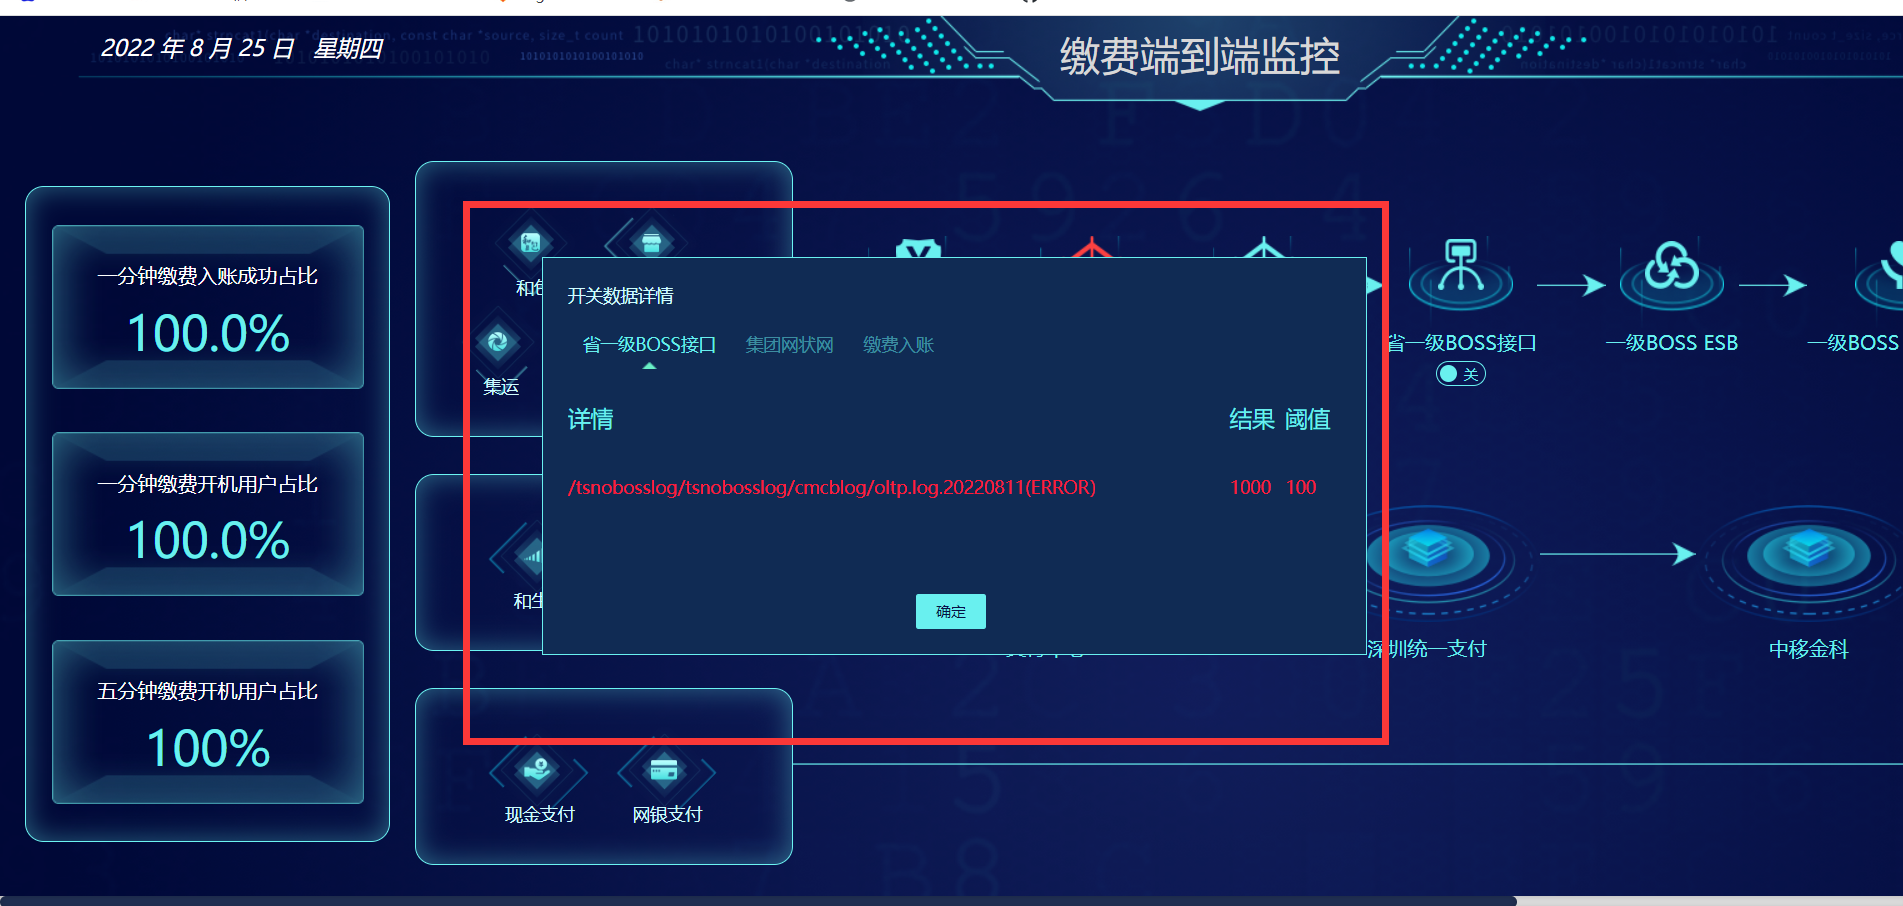 2022 年 8 月 25 日 星期四
缴费端到端监控
一分钟缴费入账成功占比
100.0%
一分钟缴费开机用户占比
100.0%
五分钟缴费开机用户占比
100%
集运
现金支付
网银支付
开关数据详情
省一级BOSS接口 集团网状网 缴费入账
详情 结果 阈值
/tsnobosslog/tsnobosslog/cmcblog/oltp.log.20220811(ERROR) 1000 100
确定
省一级BOSS接口
关
一级BOSS ESB
一级BOSS
深圳统一支付
中移金科